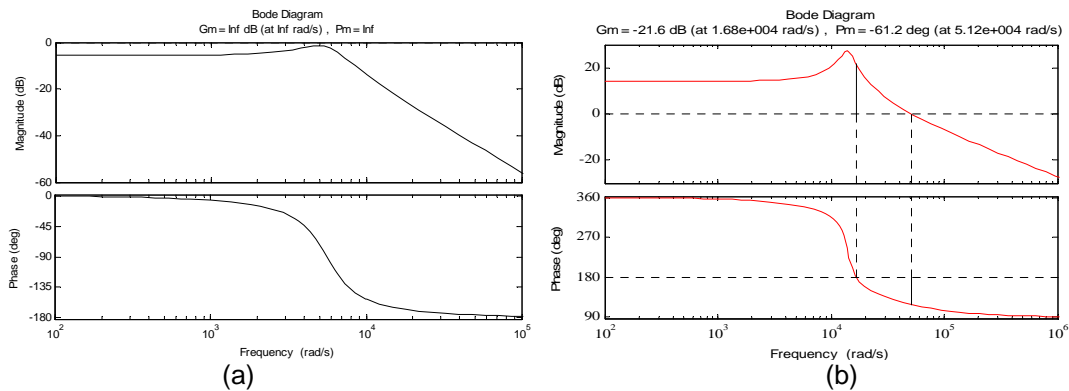 Bode Diagram
Gm = Inf dB (at Inf rad/s) , Pm = Inf
0
-20
-40
-60
Magnitude (dB)
0
-45
-90
-135
-180
Phase (deg)
10^2
10^3
10^4
10^5
Frequency (rad/s)
(a)
Bode Diagram
Gm = -21.6 dB (at 1.68e+004 rad/s) , Pm = -61.2 deg (at 5.12e+004 rad/s)
20
0
-20
Magnitude (dB)
360
270
180
90
Phase (deg)
10^2
10^3
10^4
10^5
10^6
Frequency (rad/s)
(b)